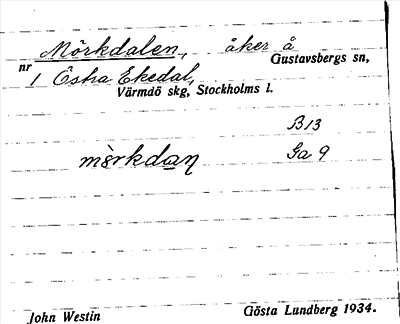 Mörkdalen, åker å
nr Gustavsbergs sn,
1 Östra Ekedal,
Värmdö skg, Stockholms l.
B13
mörkdaṇ Ga 9
John Westin Gösta Lundberg 1934.